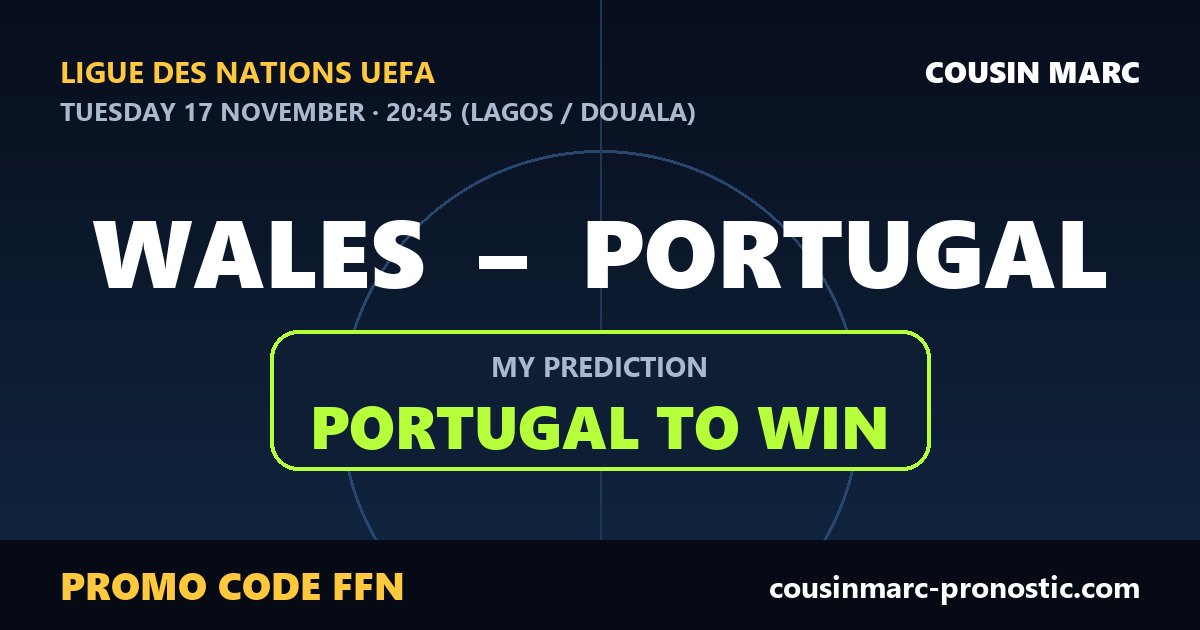 LIGUE DES NATIONS UEFA
COUSIN MARC
TUESDAY 17 NOVEMBER · 20:45 (LAGOS / DOUALA)
WALES – PORTUGAL
MY PREDICTION
PORTUGAL TO WIN
PROMO CODE FFN
cousinmarc-pronostic.com